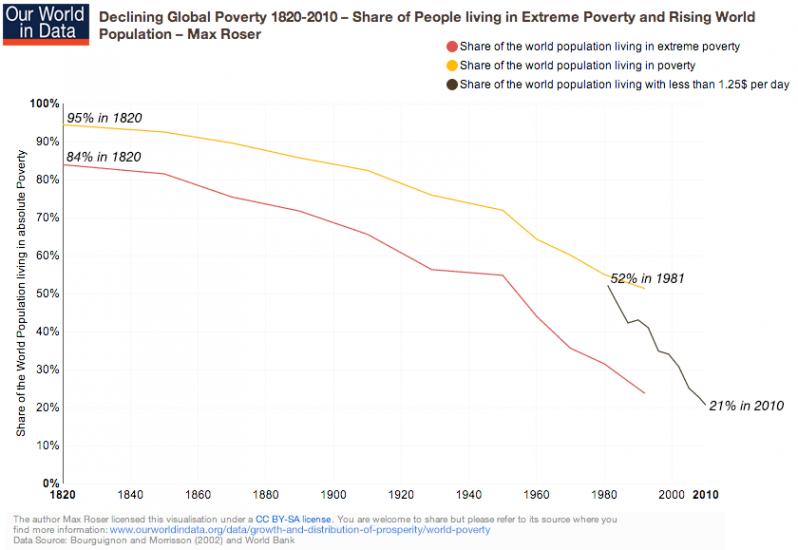 Our World
in Data
Declining Global Poverty 1820-2010 – Share of People living in Extreme Poverty and Rising World
Population – Max Roser
Share of the world population living in extreme poverty
Share of the world population living in poverty
Share of the world population living with less than 1.25$ per day
Share of the World Population living in absolute Poverty
100%
90%
80%
70%
60%
50%
40%
30%
20%
10%
0%
95% in 1820
84% in 1820
52% in 1981
21% in 2010
1820
1840
1860
1880
1900
1920
1940
1960
1980
2000
2010
The author Max Roser licensed this visualisation under a CC BY-SA license. You are welcome to share but please refer to its source where you
find more information: www.ourworldindata.org/data/growth-and-distribution-of-prosperity/world-poverty
Data Source: Bourguignon and Morrisson (2002) and World Bank